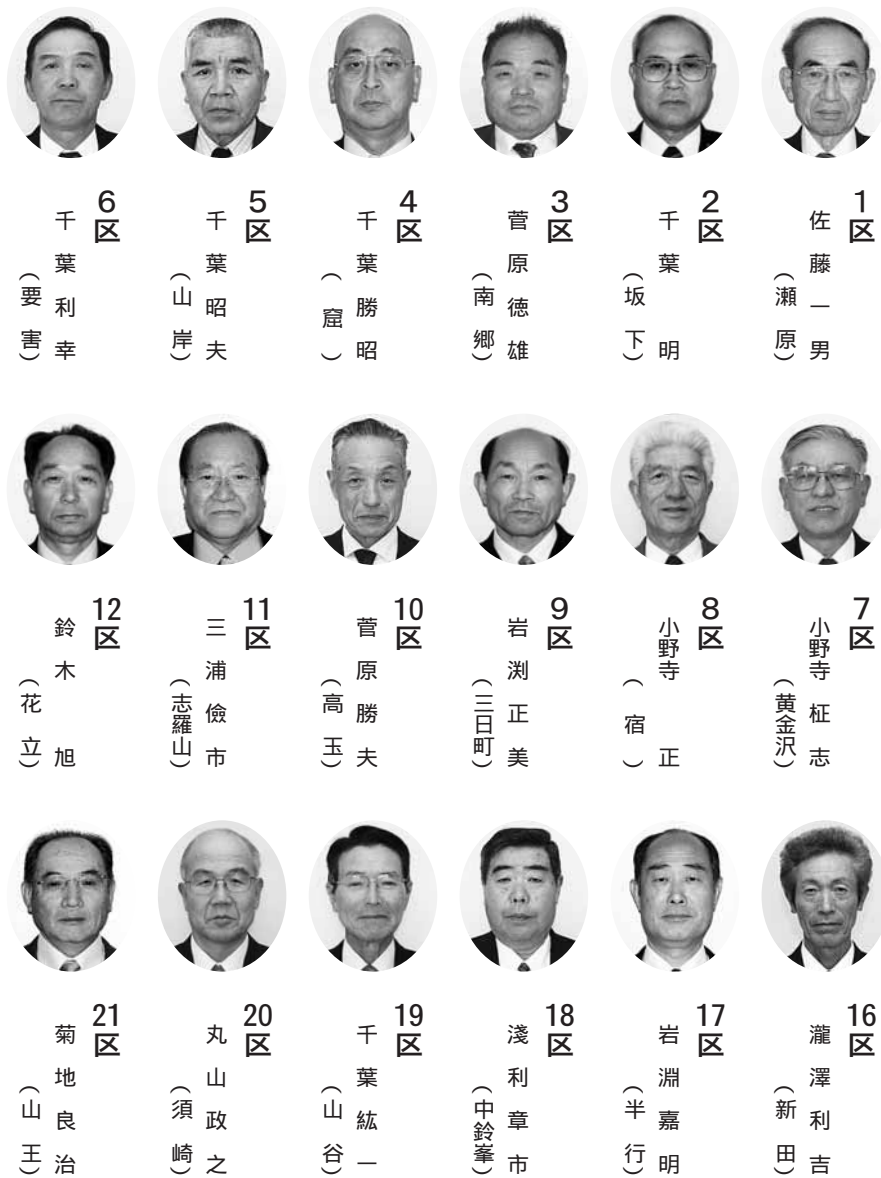 1区
佐藤一男
(瀬原)
2区
千葉 明
(坂下)
3区
菅原徳雄
(南郷)
4区
千葉勝昭
(窟)
5区
千葉昭夫
(山岸)
6区
千葉利幸
(要害)
7区
小野寺柾志
(黄金沢)
8区
小野寺 正
(宿)
9区
岩渕正美
(三日町)
10区
菅原勝夫
(高玉)
11区
三浦儉市
(志羅山)
12区
鈴木 旭
(花立)
16区
瀧澤利吉
(新田)
17区
岩淵嘉明
(半行)
18区
淺利章市
(中鈴峯)
19区
千葉紘一
(山谷)
20区
丸山政之
(須崎)
21区
菊地良治
(山王)